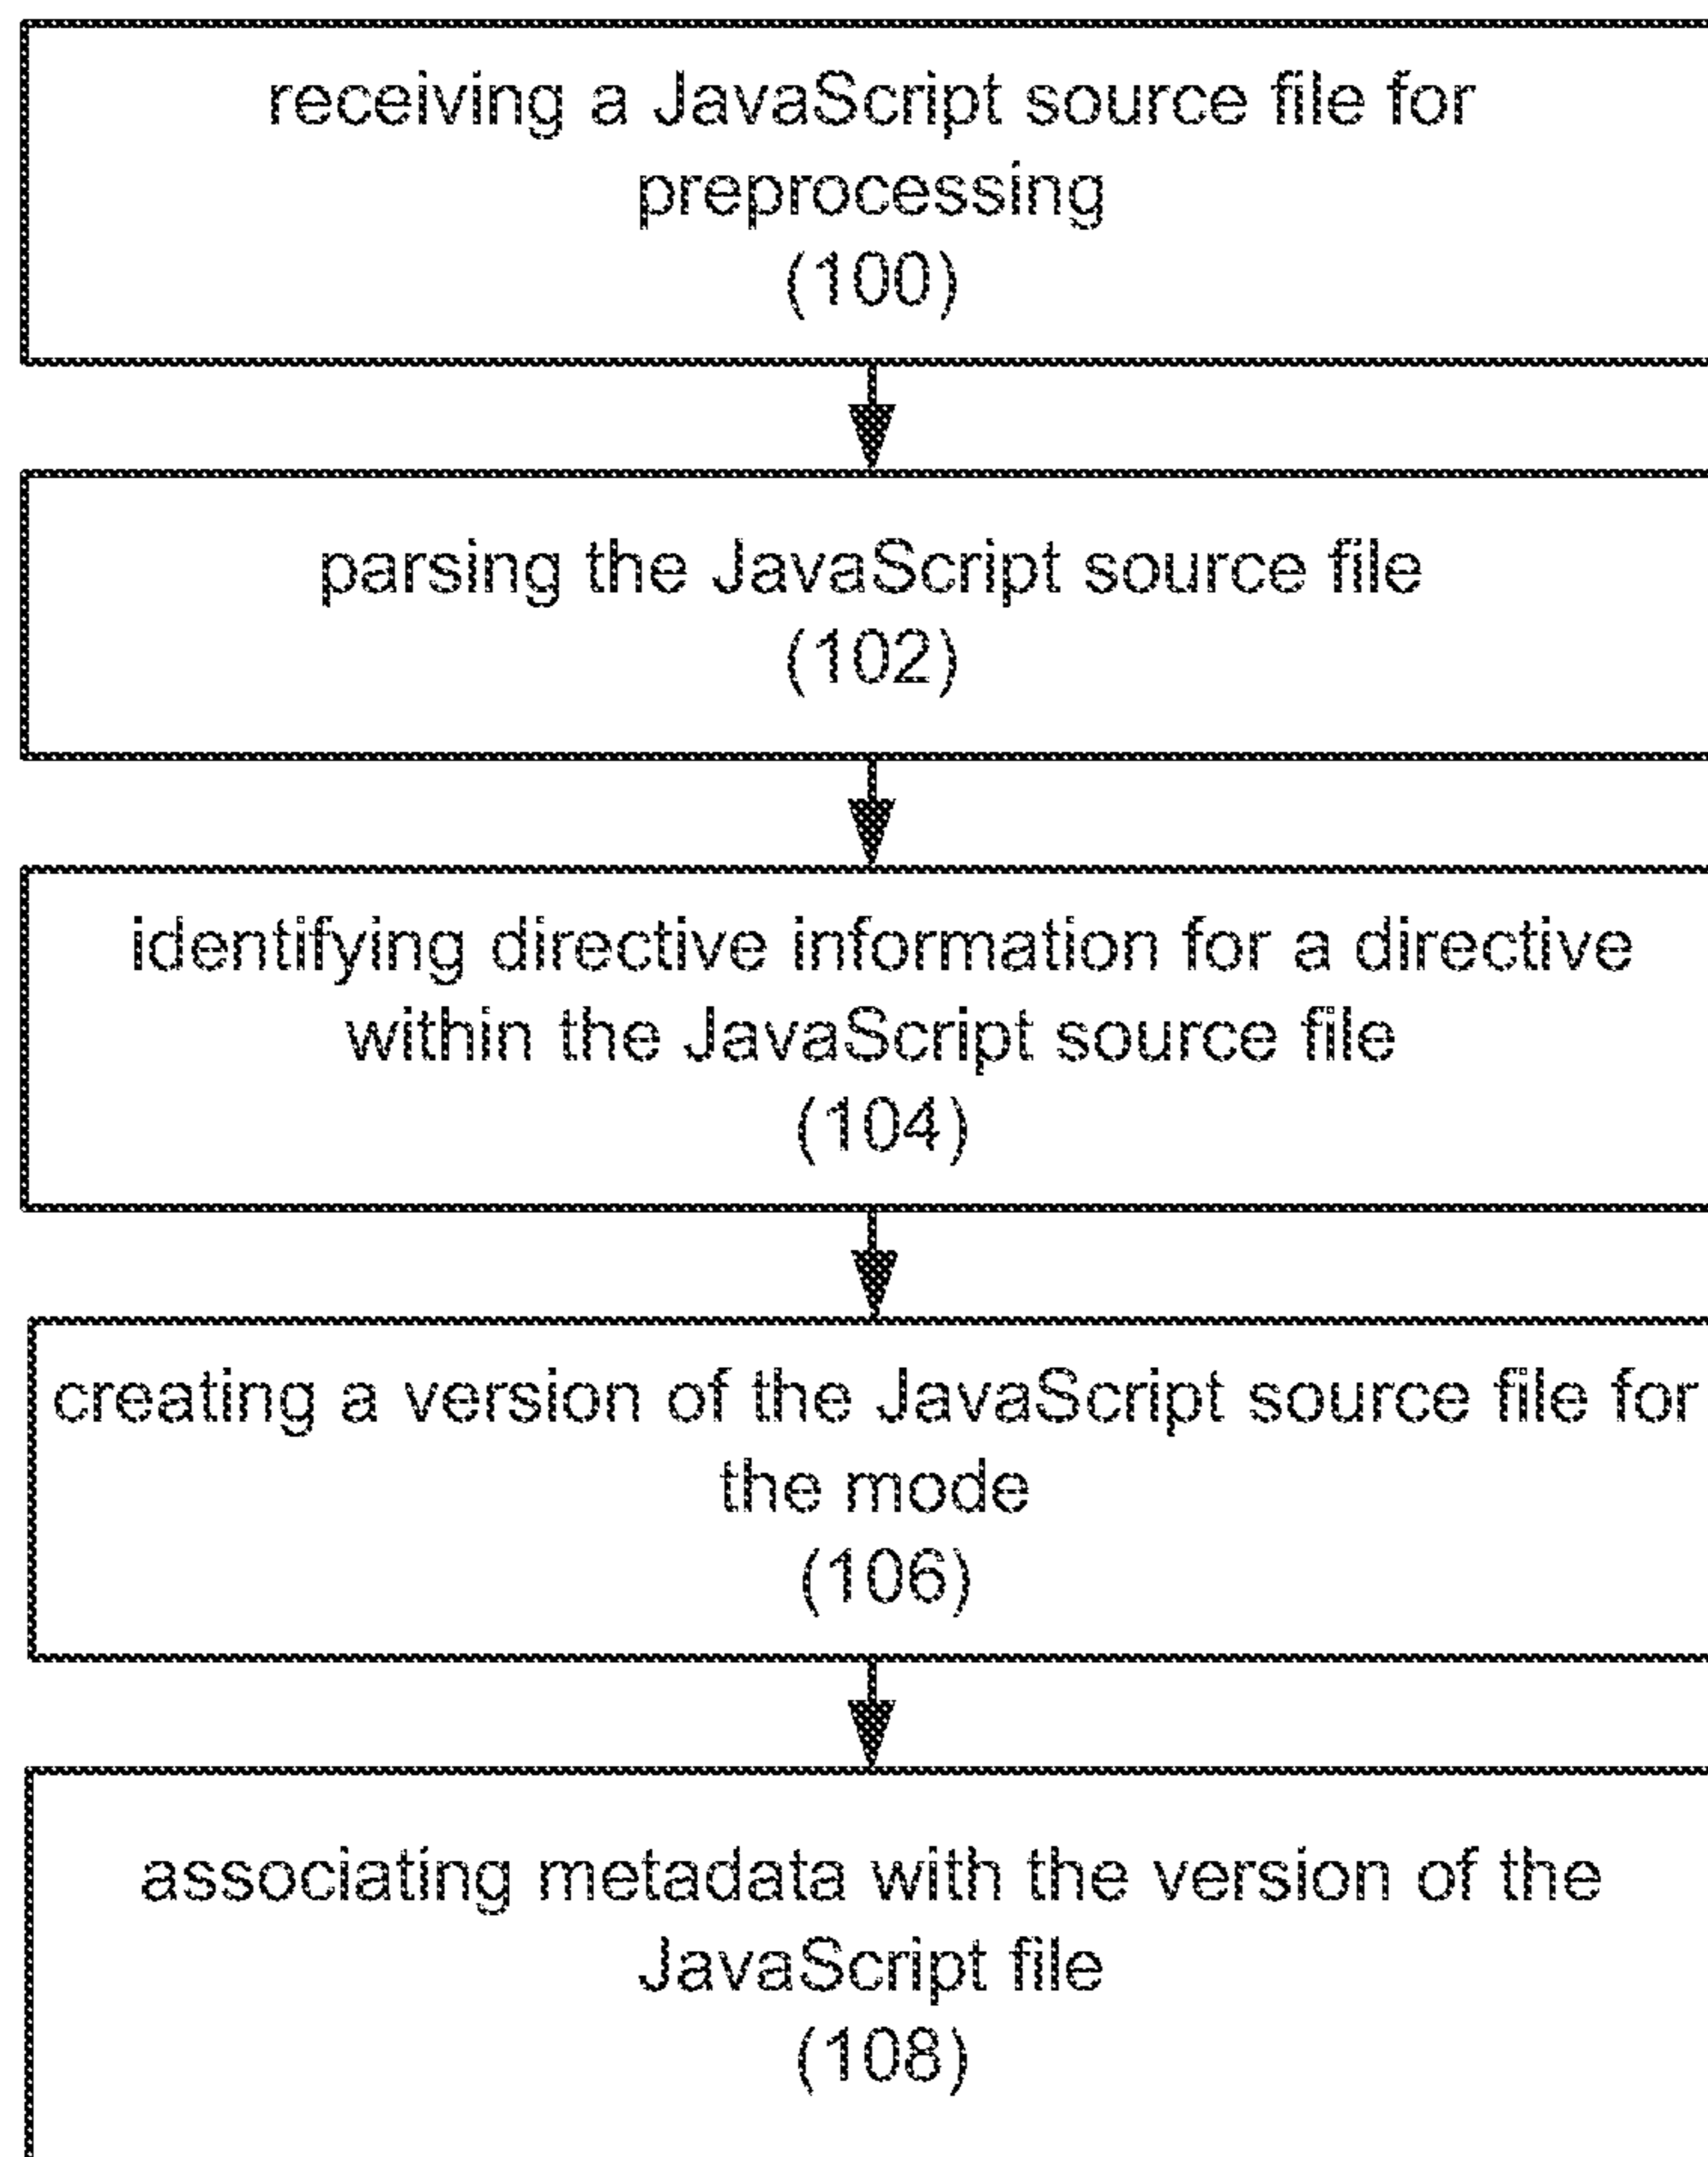 receiving a JavaScript source file for
preprocessing
(100)
parsing the JavaScript source file
(102)
identifying directive information for a directive
within the JavaScript source file
(104)
creating a version of the JavaScript source file for
the mode
(106)
associating metadata with the version of the
JavaScript file
(108)